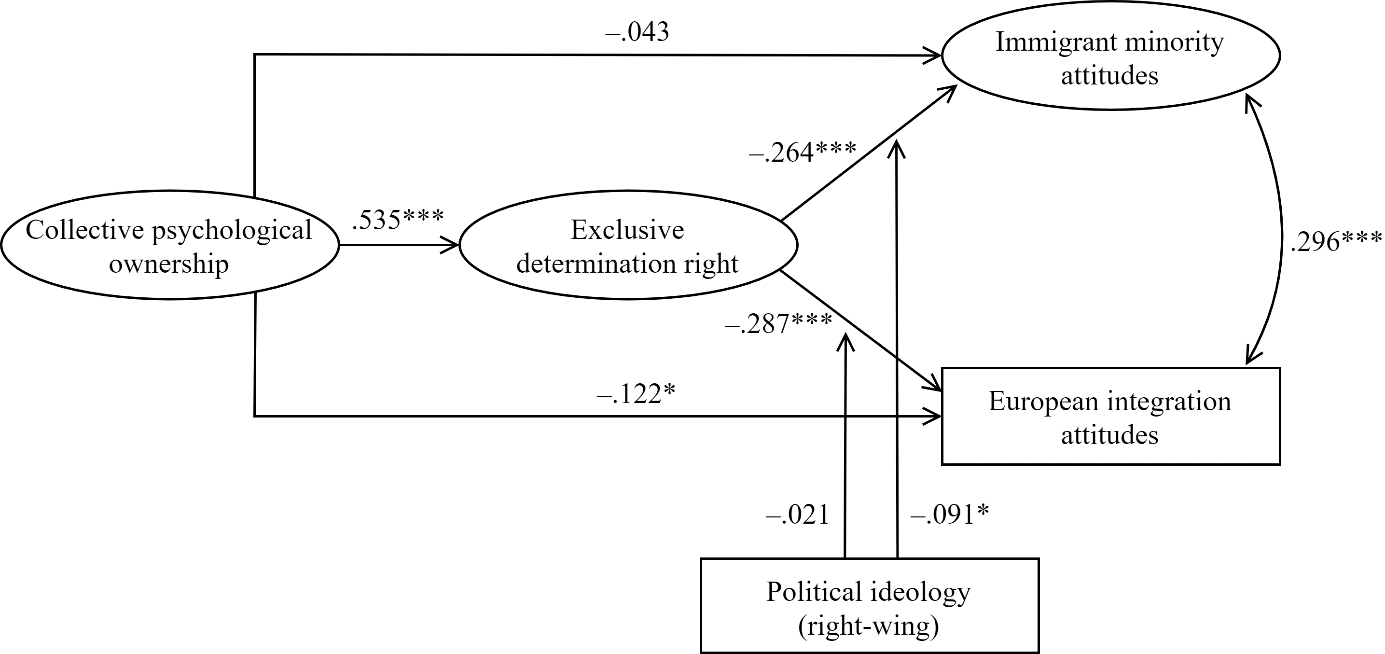 –.043
Immigrant minority
attitudes
–.264***
Collective psychological
ownership
.535***
Exclusive
determination right
.296***
–.287***
–.122*
European integration
attitudes
–.021
–.091*
Political ideology
(right-wing)